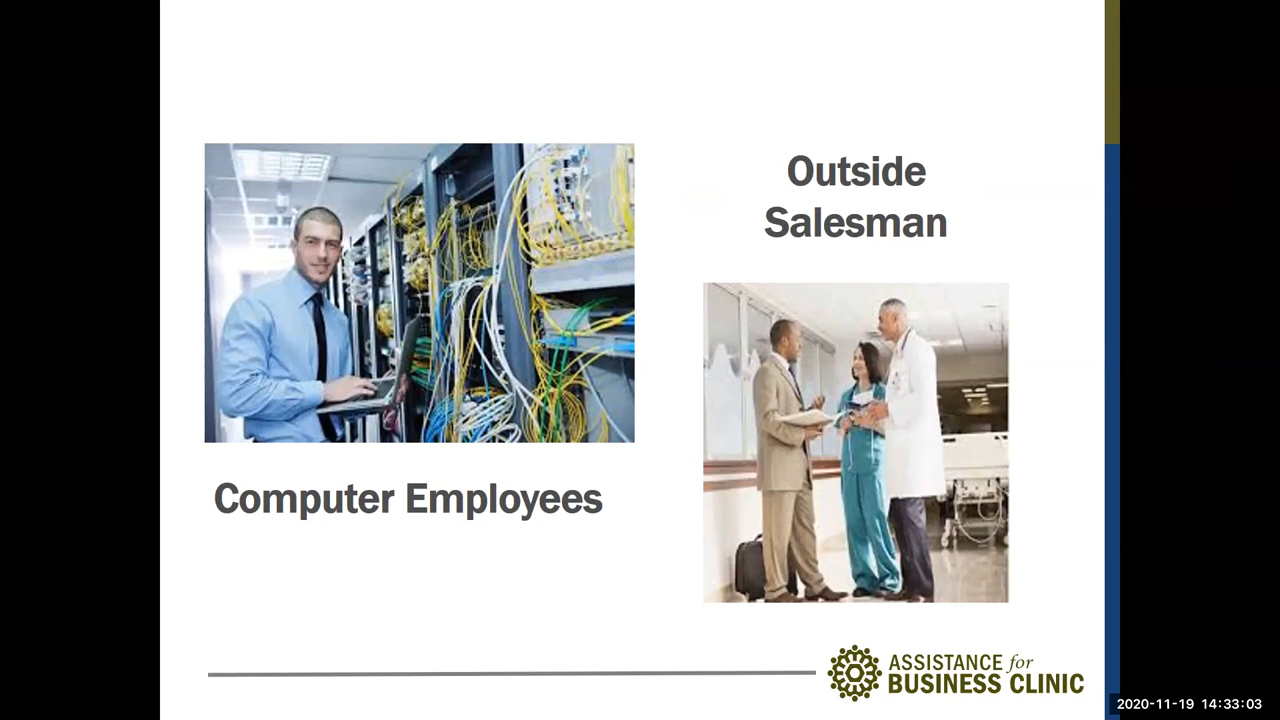 Outside
Salesman
Computer Employees
ASSISTANCE for
BUSINESS CLINIC
2020-11-19 14:33:03